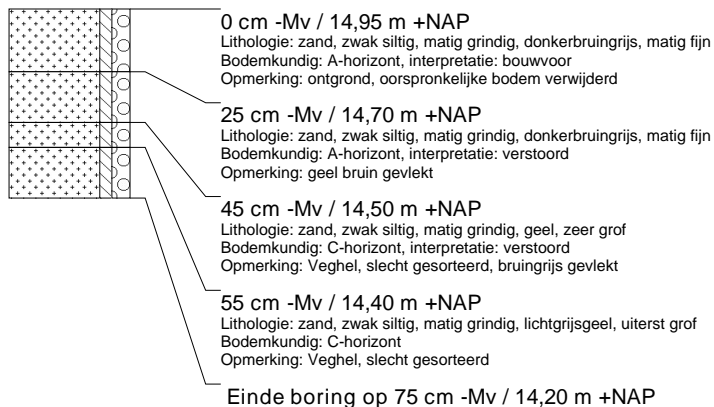 0 cm -Mv / 14,95 m +NAP
Lithologie: zand, zwak siltig, matig grindig, donkerbruingrijs, matig fijn
Bodemkundig: A-horizont, interpretatie: bouwvoor
Opmerking: ontgrond, oorspronkelijke bodem verwijderd
25 cm -Mv / 14,70 m +NAP
Lithologie: zand, zwak siltig, matig grindig, donkerbruingrijs, matig fijn
Bodemkundig: A-horizont, interpretatie: verstoord
Opmerking: geel bruin gevlekt
45 cm -Mv / 14,50 m +NAP
Lithologie: zand, zwak siltig, matig grindig, geel, zeer grof
Bodemkundig: C-horizont, interpretatie: verstoord
Opmerking: Veghel, slecht gesorteerd, bruingrijs gevlekt
55 cm -Mv / 14,40 m +NAP
Lithologie: zand, zwak siltig, matig grindig, lichtgrijsgeel, uiterst grof
Bodemkundig: C-horizont
Opmerking: Veghel, slecht gesorteerd
Einde boring op 75 cm -Mv / 14,20 m +NAP